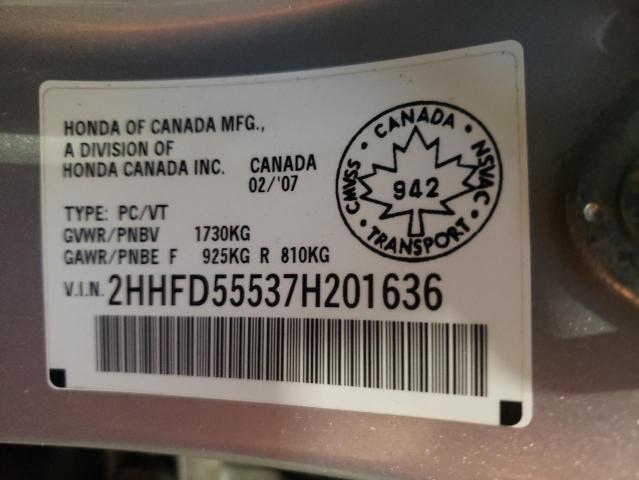 HONDA OF CANADA MFG.,
A DIVISION OF
HONDA CANADA INC. CANADA
02/'07
TYPE: PC/VT
GVWR/PNBV 1730KG
GAWR/PNBE F 925KG R 810KG
V.I.N. 2HHFD55537H201636
• CANADA •
CMVSS NSVAC
942
• TRANSPORT •